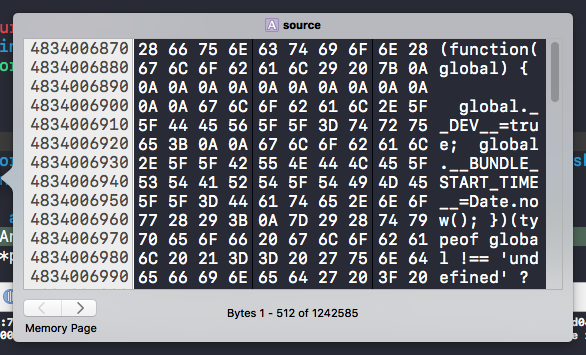 source
4834006870 28 66 75 6E 63 74 69 6F 6E 28 (function(
4834006880 67 6C 6F 62 61 6C 29 20 7B 0A global) {
4834006890 0A 0A 0A 0A 0A 0A 0A 0A 0A 0A
4834006900 0A 0A 67 6C 6F 62 61 6C 2E 5F global._
4834006910 5F 44 45 56 5F 5F 3D 74 72 75 _DEV__=tru
4834006920 65 3B 0A 0A 67 6C 6F 62 61 6C e; global
4834006930 2E 5F 5F 42 55 4E 44 4C 45 5F .__BUNDLE_
4834006940 53 54 41 52 54 5F 54 49 4D 45 START_TIME
4834006950 5F 5F 3D 44 61 74 65 2E 6E 6F __=Date.no
4834006960 77 28 29 3B 0A 7D 29 28 74 79 w(); })(ty
4834006970 70 65 6F 66 20 67 6C 6F 62 61 peof globa
4834006980 6C 20 21 3D 3D 20 27 75 6E 64 l !== 'und
4834006990 65 66 69 6E 65 64 27 20 3F 20 efined' ?
Bytes 1 - 512 of 1242585
Memory Page